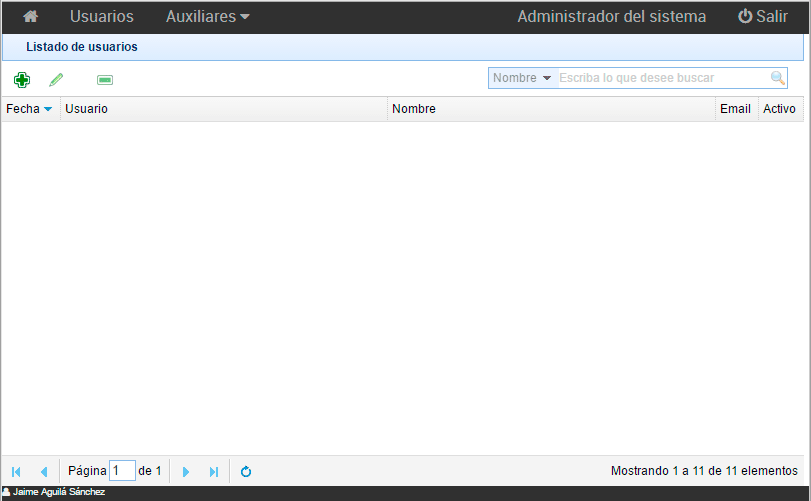 Usuarios Auxiliares Administrador del sistema Salir
Listado de usuarios
Nombre Escriba lo que desee buscar
Fecha Usuario Nombre Email Activo
Página 1 de 1 Mostrando 1 a 11 de 11 elementos
Jaime Aguilá Sánchez